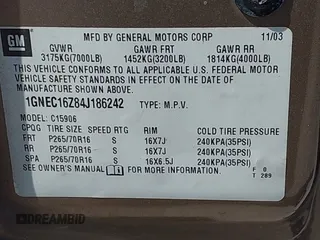 GM
MFD BY GENERAL MOTORS CORP 11/03
GVWR GAWR FRT GAWR RR
3175KG(7000LB) 1452KG(3200LB) 1814KG(4000LB)
THIS VEHICLE CONFORMS TO ALL APPLICABLE U.S. FEDERAL MOTOR
VEHICLE SAFETY STANDARDS IN EFFECT ON THE DATE OF
MANUFACTURE SHOWN ABOVE.
1GNEC16Z84J186242 TYPE: M.P.V.
MODEL: C15906
CPQG TIRE SIZE SPEED RTG RIM COLD TIRE PRESSURE
FRT P265/70R16 S 16X7J 240KPA(35PSI)
RR P265/70R16 S 16X7J 240KPA(35PSI)
SPA P265/70R16 S 16X6.5J 240KPA(35PSI)
SEE OWNER'S MANUAL FOR MORE INFORMATION. F 0
T 289
DREAMBID